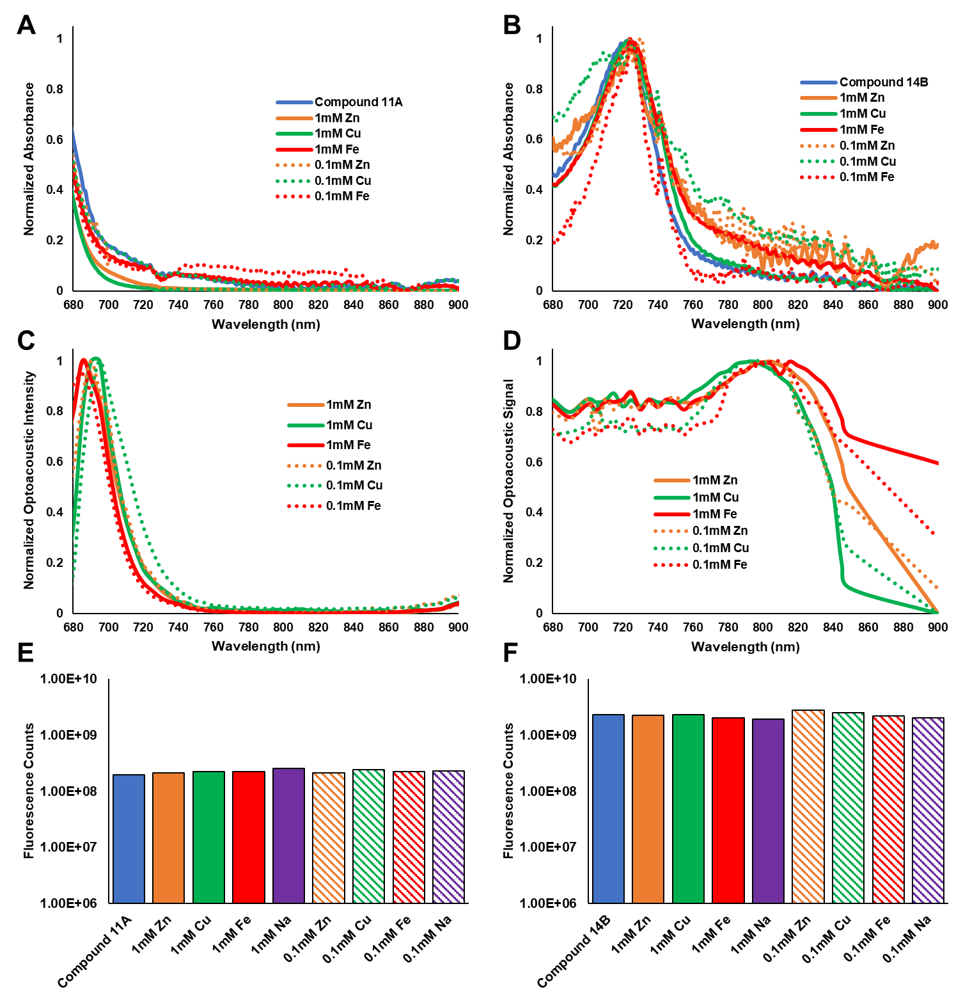 A
1
0.8
0.6
0.4
0.2
0
Normalized Absorbance
Compound 11A
1mM Zn
1mM Cu
1mM Fe
0.1mM Zn
0.1mM Cu
0.1mM Fe
680 700 720 740 760 780 800 820 840 860 880 900
Wavelength (nm)
B
1
0.8
0.6
0.4
0.2
0
Normalized Absorbance
Compound 14B
1mM Zn
1mM Cu
1mM Fe
0.1mM Zn
0.1mM Cu
0.1mM Fe
680 700 720 740 760 780 800 820 840 860 880 900
Wavelength (nm)
C
1
0.8
0.6
0.4
0.2
0
Normalized Optoacoustic Intensity
1mM Zn
1mM Cu
1mM Fe
0.1mM Zn
0.1mM Cu
0.1mM Fe
680 700 720 740 760 780 800 820 840 860 880 900
Wavelength (nm)
D
1
0.8
0.6
0.4
0.2
0
Normalized Optoacoustic Signal
1mM Zn
1mM Cu
1mM Fe
0.1mM Zn
0.1mM Cu
0.1mM Fe
680 700 720 740 760 780 800 820 840 860 880 900
Wavelength (nm)
E
1.00E+10
1.00E+09
1.00E+08
1.00E+07
1.00E+06
Fluorescence Counts
Compound 11A
1mM Zn
1mM Cu
1mM Fe
1mM Na
0.1mM Zn
0.1mM Cu
0.1mM Fe
0.1mM Na
F
1.00E+10
1.00E+09
1.00E+08
1.00E+07
1.00E+06
Fluorescence Counts
Compound 14B
1mM Zn
1mM Cu
1mM Fe
1mM Na
0.1mM Zn
0.1mM Cu
0.1mM Fe
0.1mM Na